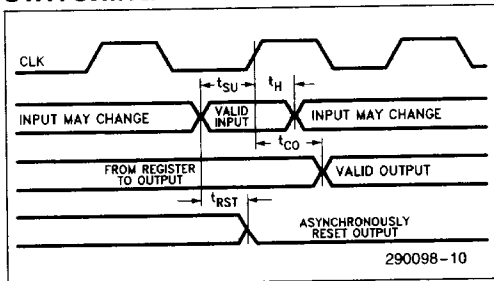 CLK
tSU
tH
INPUT MAY CHANGE
VALID INPUT
INPUT MAY CHANGE
tCO
FROM REGISTER TO OUTPUT
VALID OUTPUT
tRST
ASYNCHRONOUSLY RESET OUTPUT
290098-10